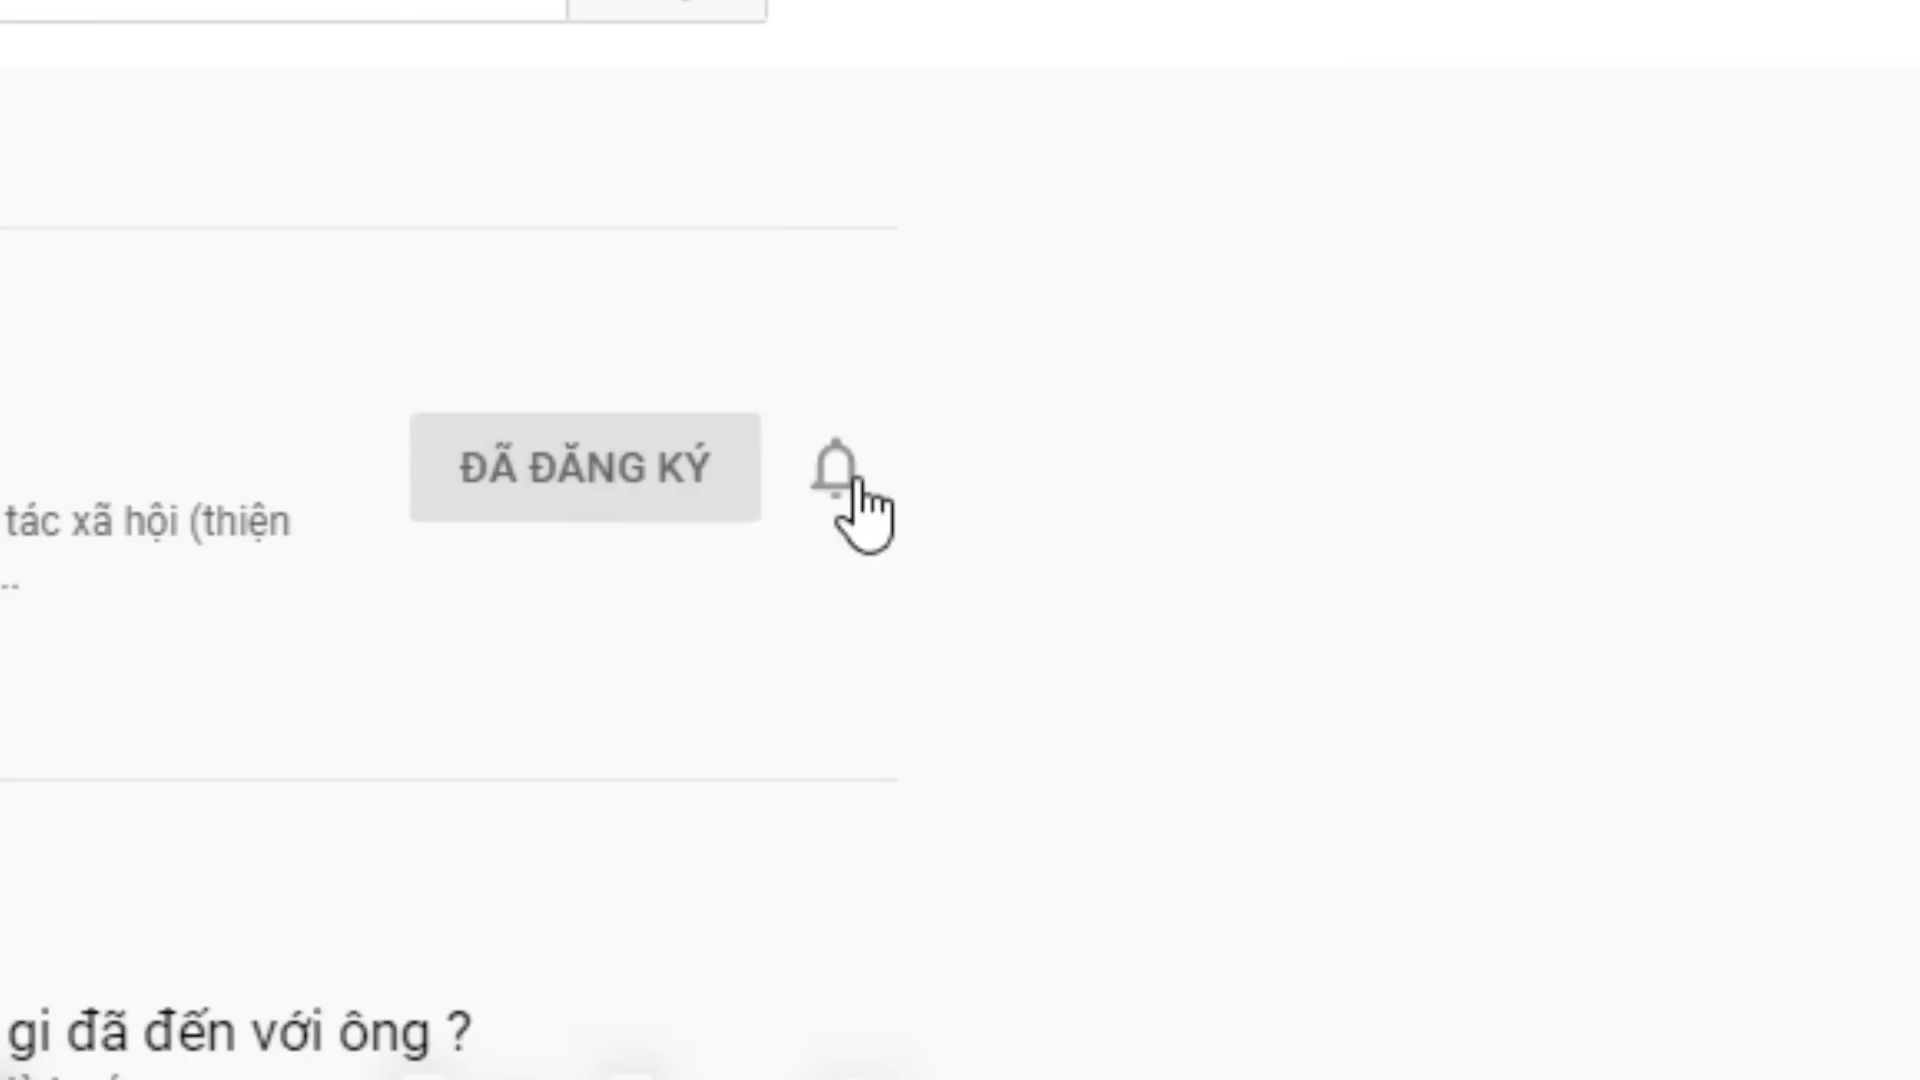 ĐÃ ĐĂNG KÝ
tác xã hội (thiện
...
gi đã đến với ông ?